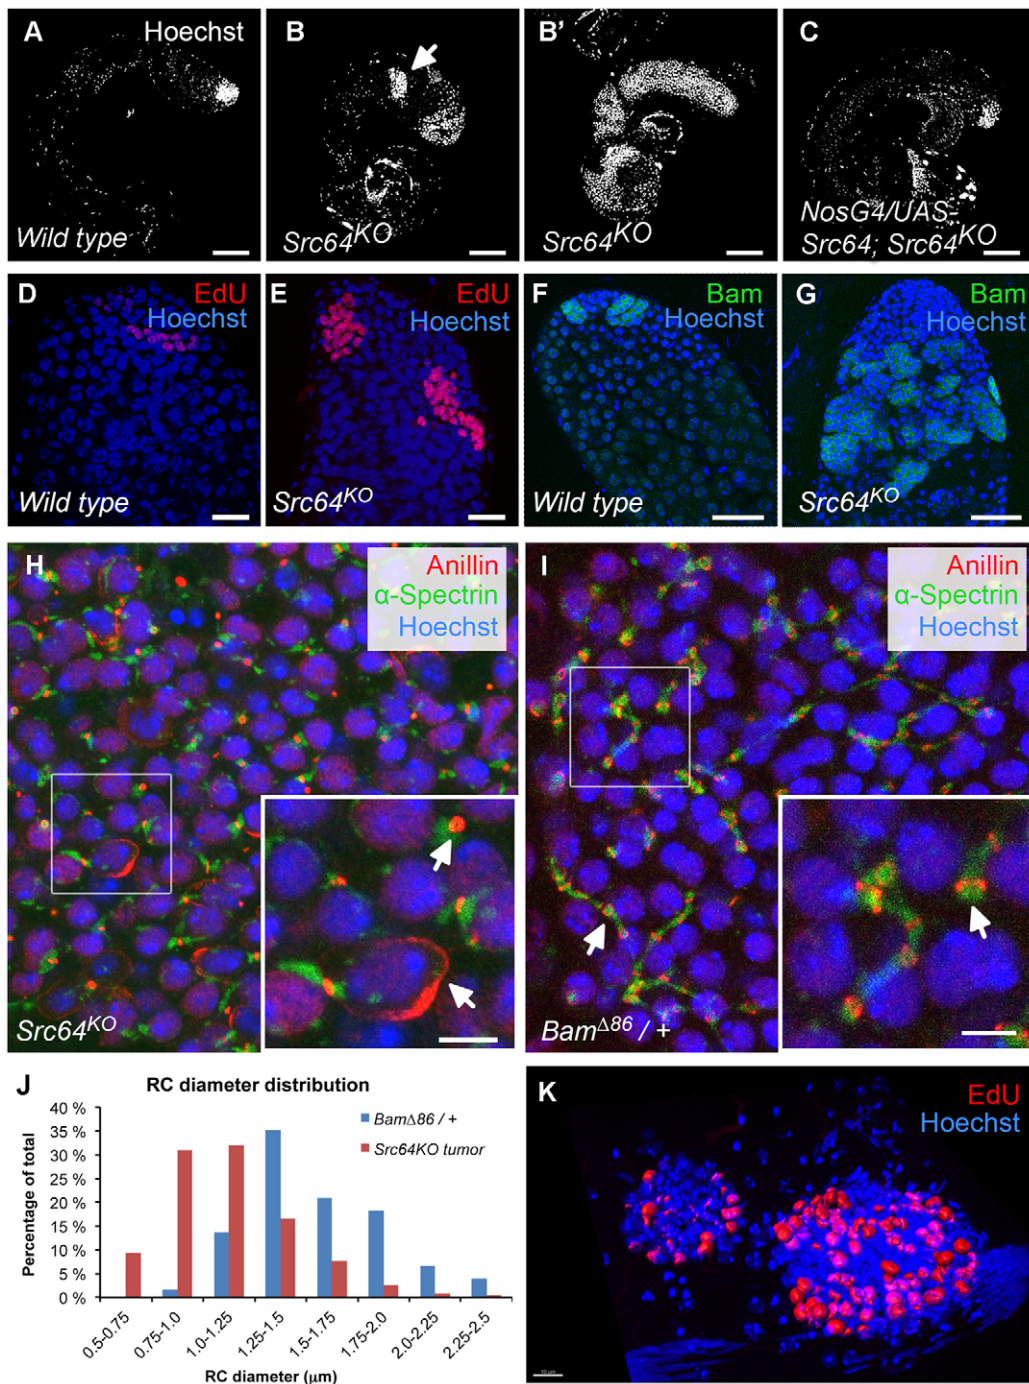 A
Hoechst
Wild type
B
Src64KO
B'
Src64KO
C
NosG4/UAS-
Src64; Src64KO
D
EdU
Hoechst
Wild type
E
EdU
Hoechst
Src64KO
F
Bam
Hoechst
Wild type
G
Bam
Hoechst
Src64KO
H
Anillin
α-Spectrin
Hoechst
Src64KO
I
Anillin
α-Spectrin
Hoechst
BamΔ86 / +
J
RC diameter distribution
Percentage of total
40 %
35 %
30 %
25 %
20 %
15 %
10 %
5 %
0 %
BamΔ86 / +
Src64KO tumor
0.5-0.75
0.75-1.0
1.0-1.25
1.25-1.5
1.5-1.75
1.75-2.0
2.0-2.25
2.25-2.5
RC diameter (μm)
K
EdU
Hoechst